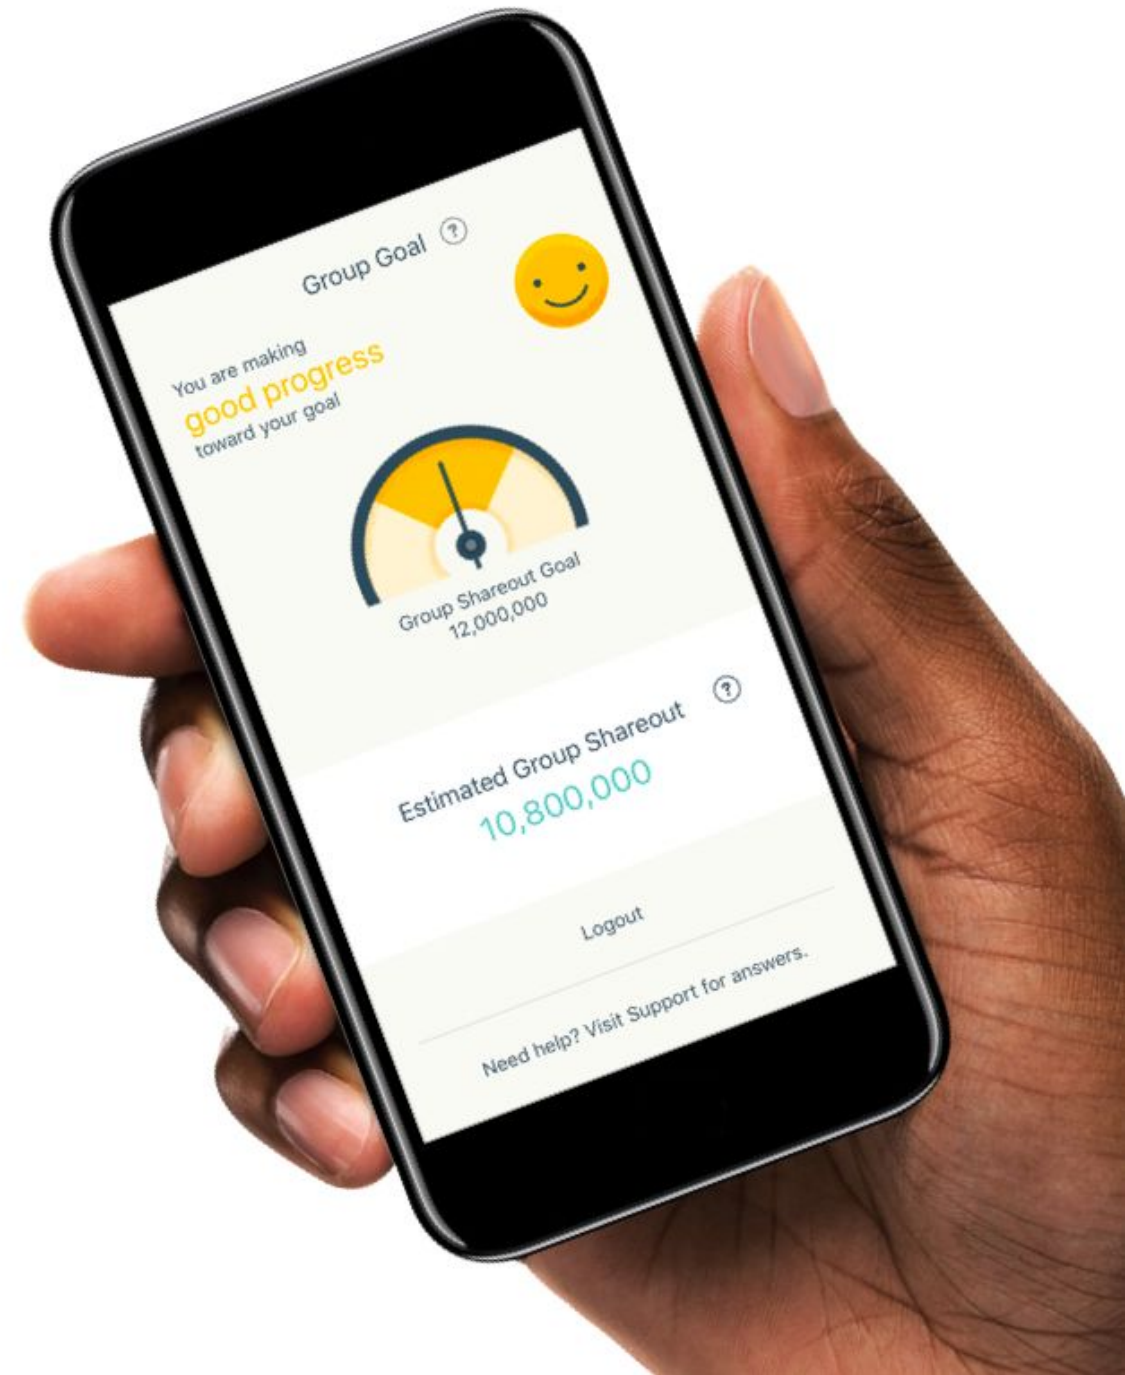 Group Goal ?
You are making
good progress
toward your goal
Group Shareout Goal
12,000,000
Estimated Group Shareout ?
10,800,000
Logout
Need help? Visit Support for answers.